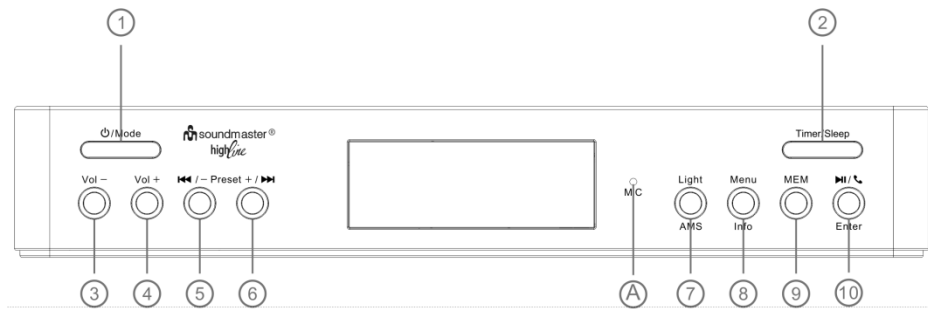 1 2
⏻/Mode soundmaster® Timer/Sleep
highline
Vol – Vol + ⏮ / – Preset + / ⏭ MIC Light Menu MEM ⏯ / 📞
AMS Info Enter
3 4 5 6 A 7 8 9 10